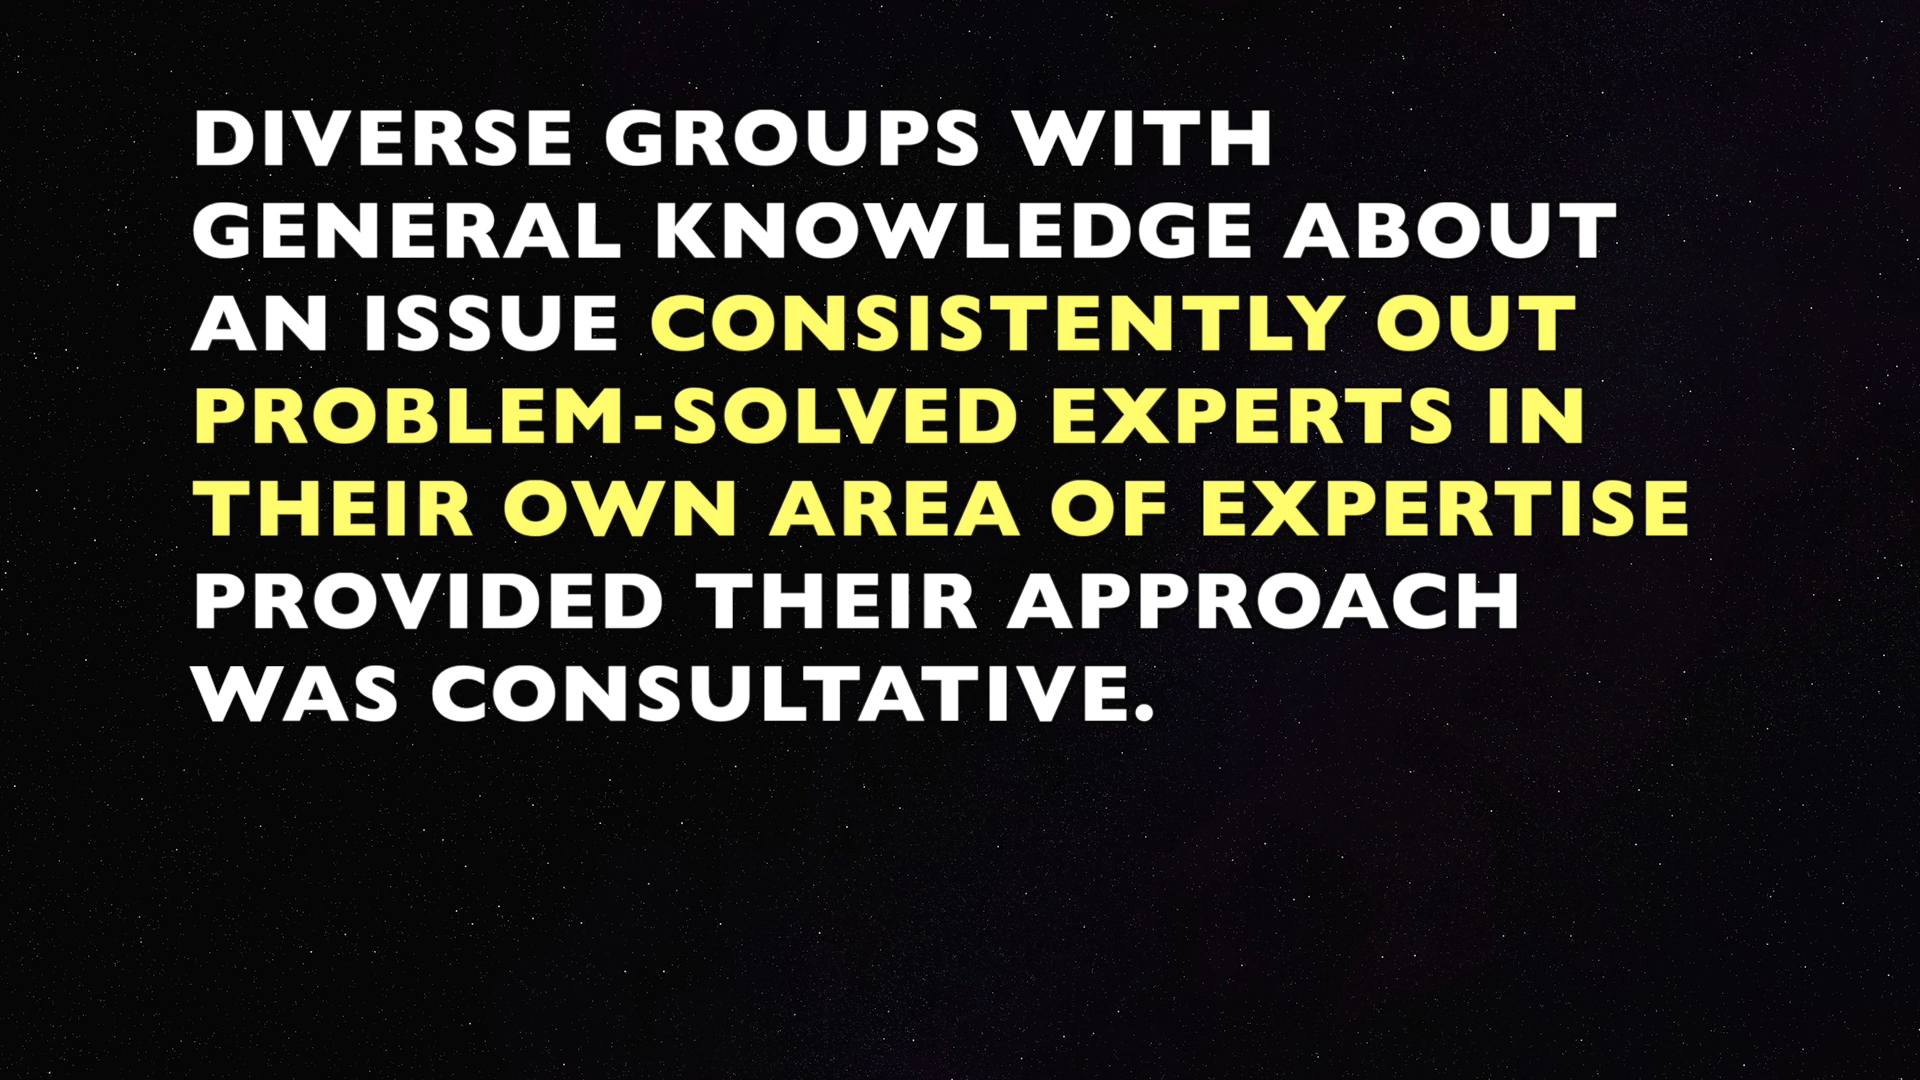 DIVERSE GROUPS WITH
GENERAL KNOWLEDGE ABOUT
AN ISSUE CONSISTENTLY OUT
PROBLEM-SOLVED EXPERTS IN
THEIR OWN AREA OF EXPERTISE
PROVIDED THEIR APPROACH
WAS CONSULTATIVE.